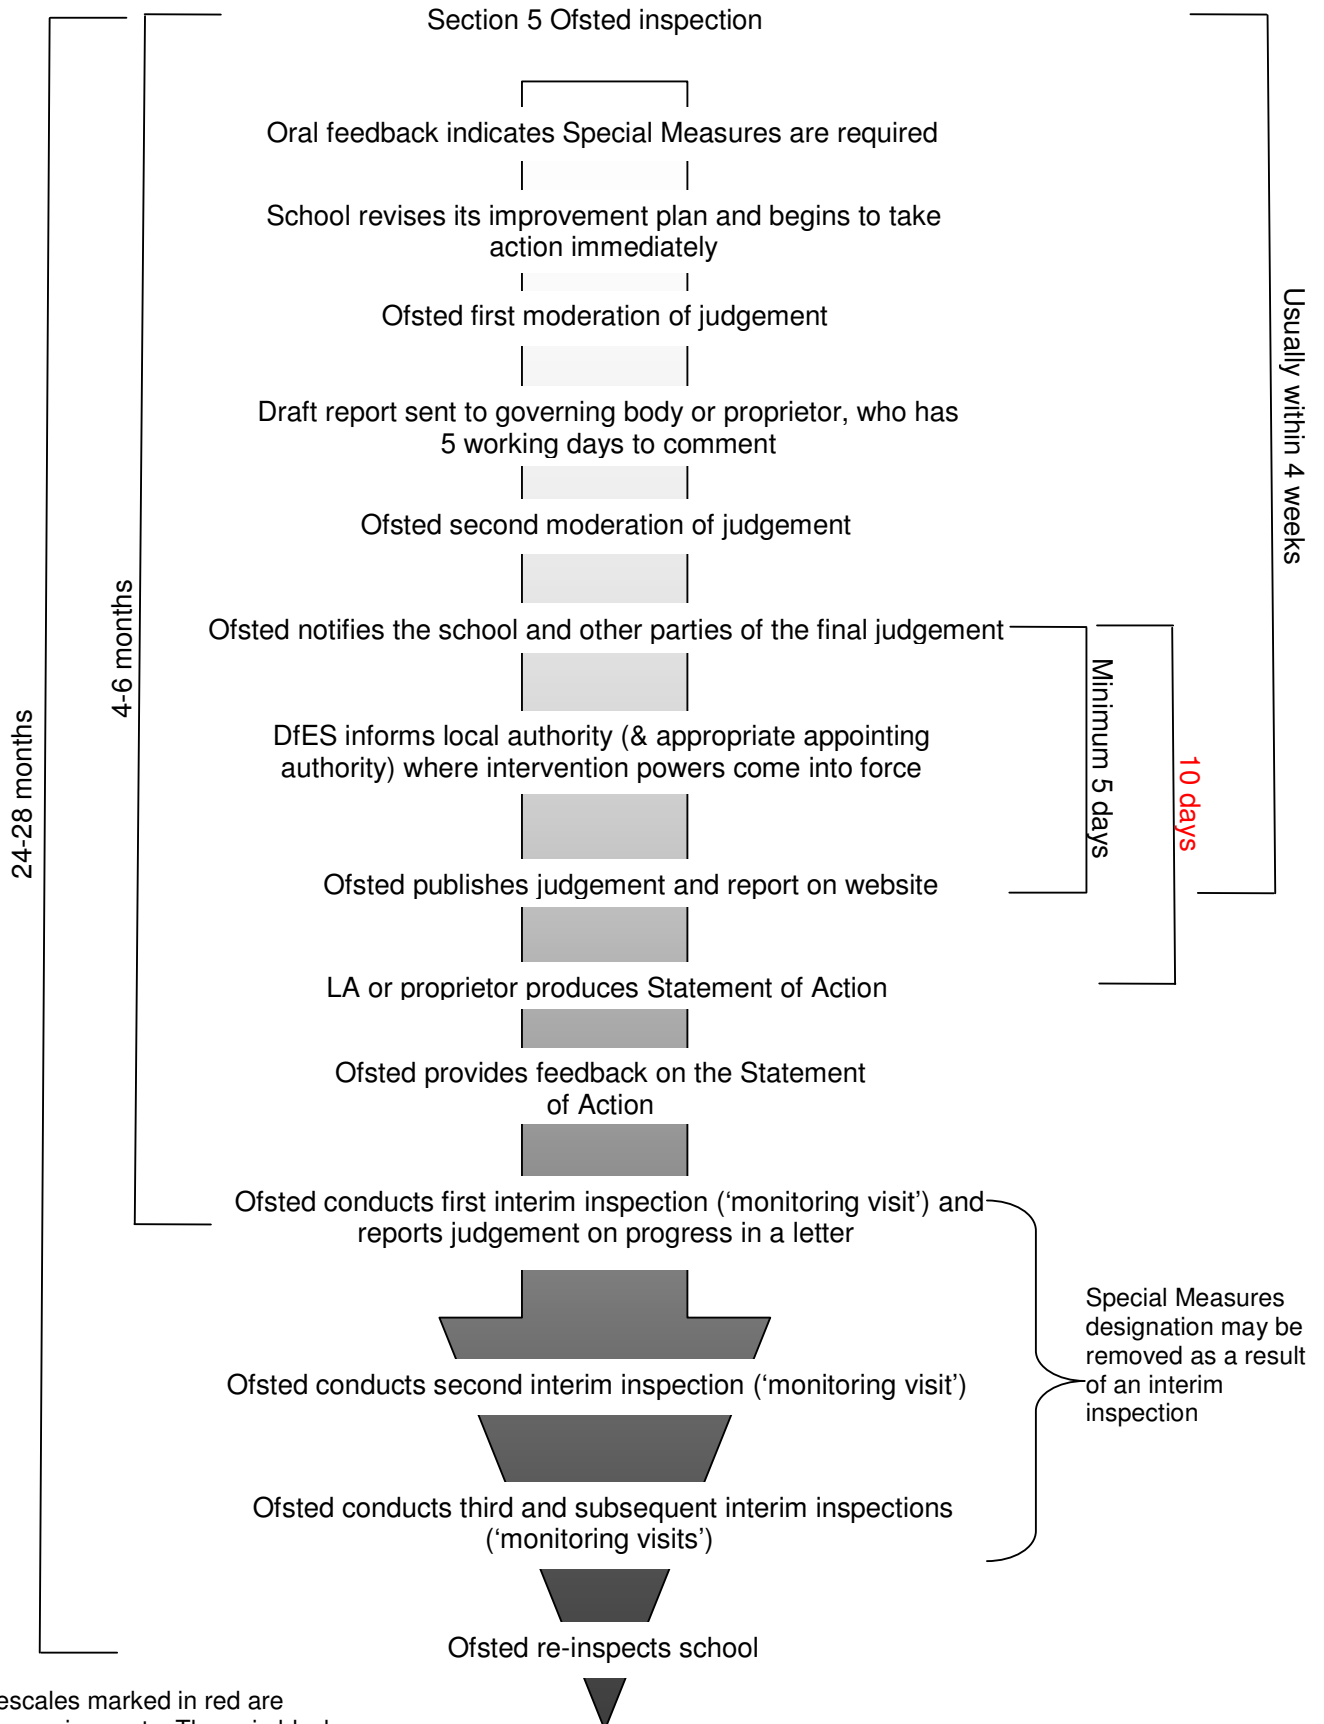 Section 5 Ofsted inspection
Oral feedback indicates Special Measures are required
School revises its improvement plan and begins to take
action immediately
Ofsted first moderation of judgement
Draft report sent to governing body or proprietor, who has
5 working days to comment
Ofsted second moderation of judgement
Ofsted notifies the school and other parties of the final judgement
DfES informs local authority (& appropriate appointing
authority) where intervention powers come into force
Ofsted publishes judgement and report on website
LA or proprietor produces Statement of Action
Ofsted provides feedback on the Statement
of Action
Ofsted conducts first interim inspection (‘monitoring visit’) and
reports judgement on progress in a letter
Ofsted conducts second interim inspection (‘monitoring visit’)
Ofsted conducts third and subsequent interim inspections
(‘monitoring visits’)
Ofsted re-inspects school
24-28 months
4-6 months
Minimum 5 days
10 days
Usually within 4 weeks
Special Measures
designation may be
removed as a result
of an interim
inspection
escales marked in red are